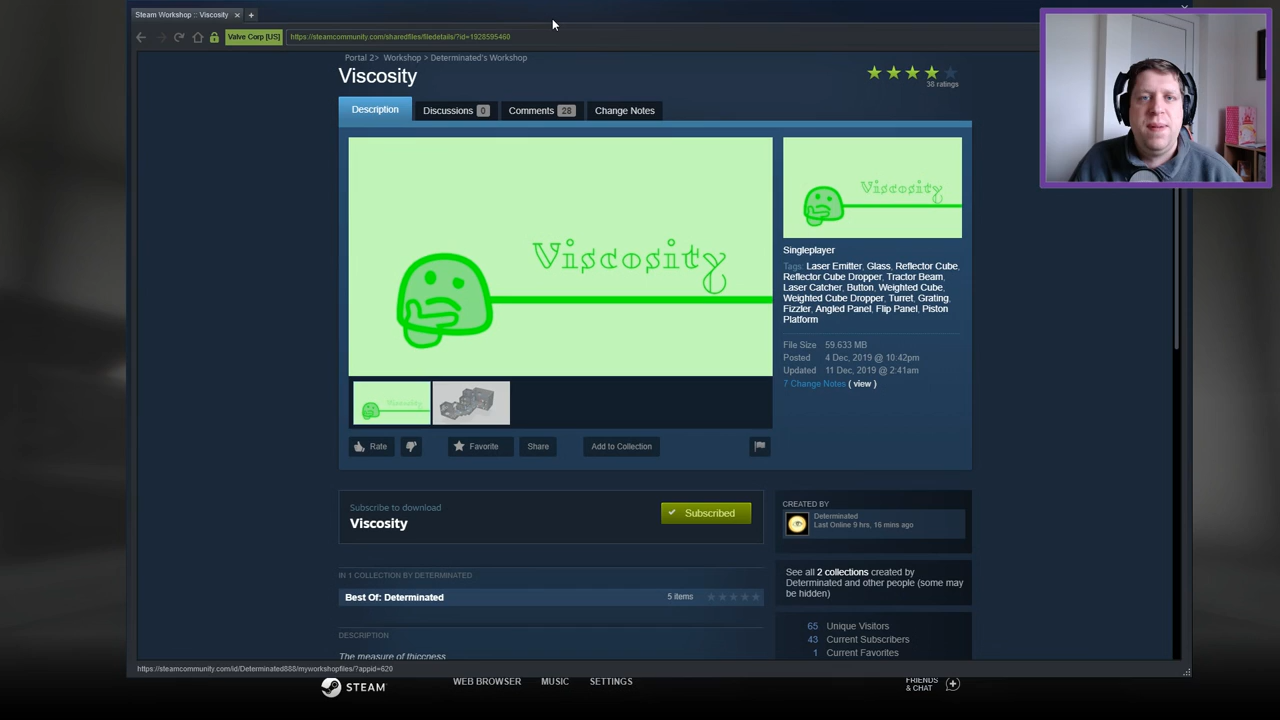 Steam Workshop :: Viscosity
Valve Corp [US]
https://steamcommunity.com/sharedfiles/filedetails/?id=1928595460
Portal 2> Workshop > Determinated's Workshop
Viscosity
38 ratings
Description
Discussions 0
Comments 28
Change Notes
Viscosity
Viscosity
Singleplayer
Tags: Laser Emitter, Glass, Reflector Cube,
Reflector Cube Dropper, Tractor Beam,
Laser Catcher, Button, Weighted Cube,
Weighted Cube Dropper, Turret, Grating,
Fizzler, Angled Panel, Flip Panel, Piston
Platform
File Size 59.633 MB
Posted 4 Dec, 2019 @ 10:42pm
Updated 11 Dec, 2019 @ 2:41am
7 Change Notes ( view )
Viscosity
Rate
Favorite
Share
Add to Collection
Subscribe to download
Viscosity
Subscribed
CREATED BY
Determinated
Last Online 9 hrs, 16 mins ago
IN 1 COLLECTION BY DETERMINATED
Best Of: Determinated 5 items
See all 2 collections created by
Determinated and other people (some may
be hidden)
DESCRIPTION
The measure of thiccness
65 Unique Visitors
43 Current Subscribers
1 Current Favorites
https://steamcommunity.com/id/Determinated888/myworkshopfiles/?appid=620
STEAM
WEB BROWSER
MUSIC
SETTINGS
FRIENDS
& CHAT